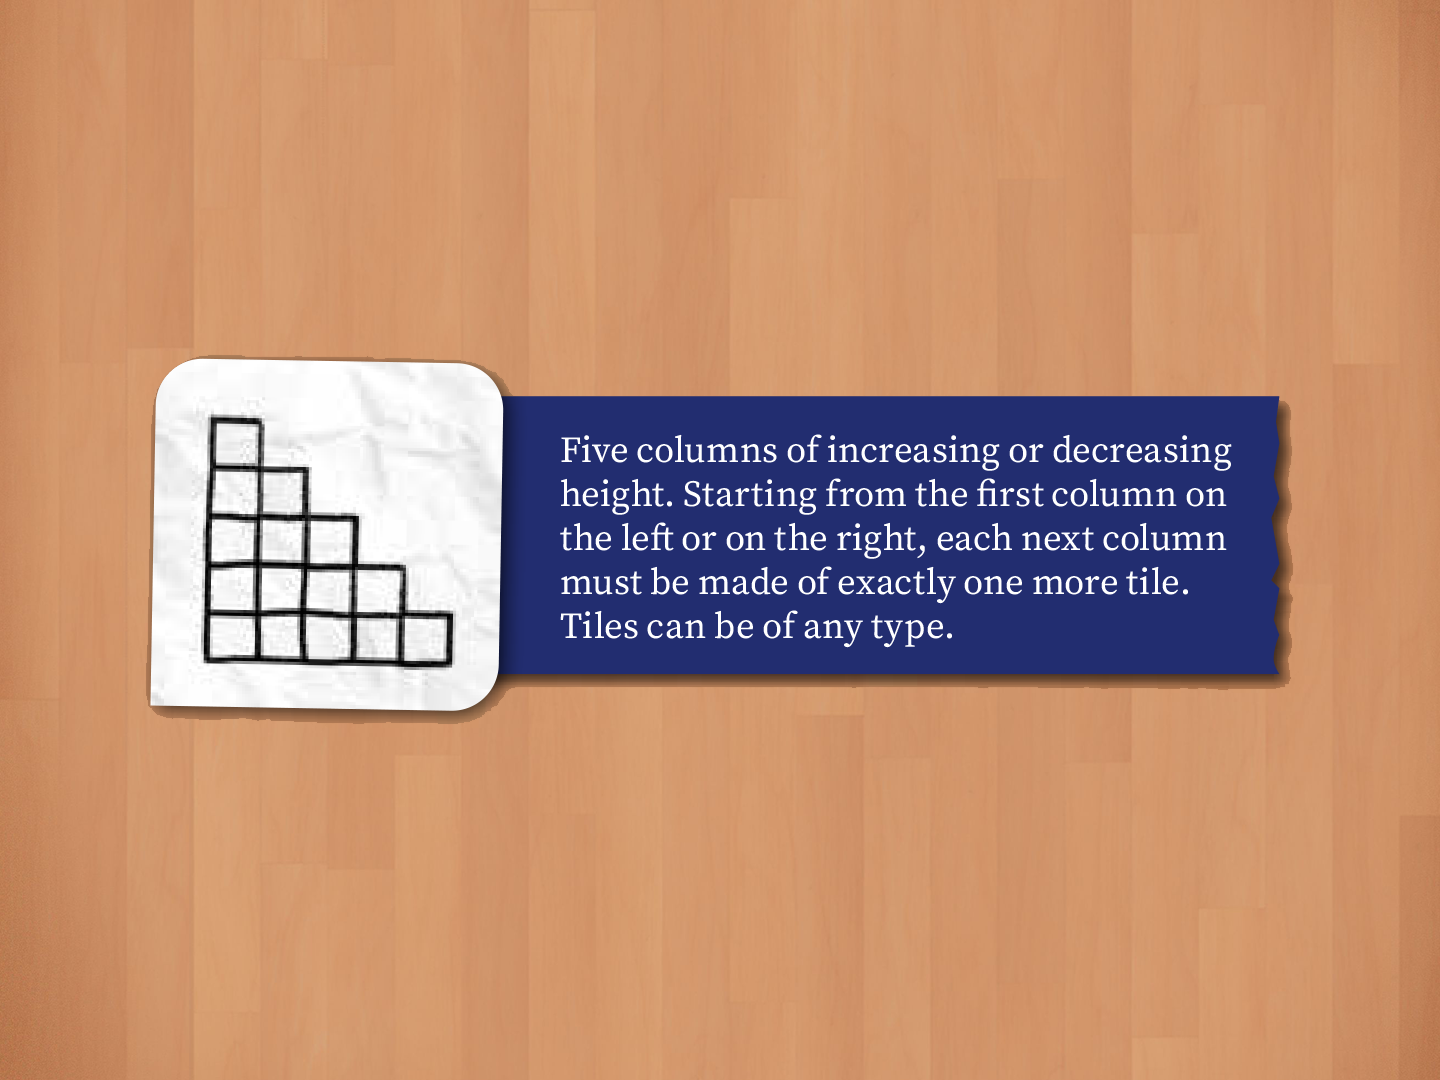 Five columns of increasing or decreasing
height. Starting from the first column on
the left or on the right, each next column
must be made of exactly one more tile.
Tiles can be of any type.